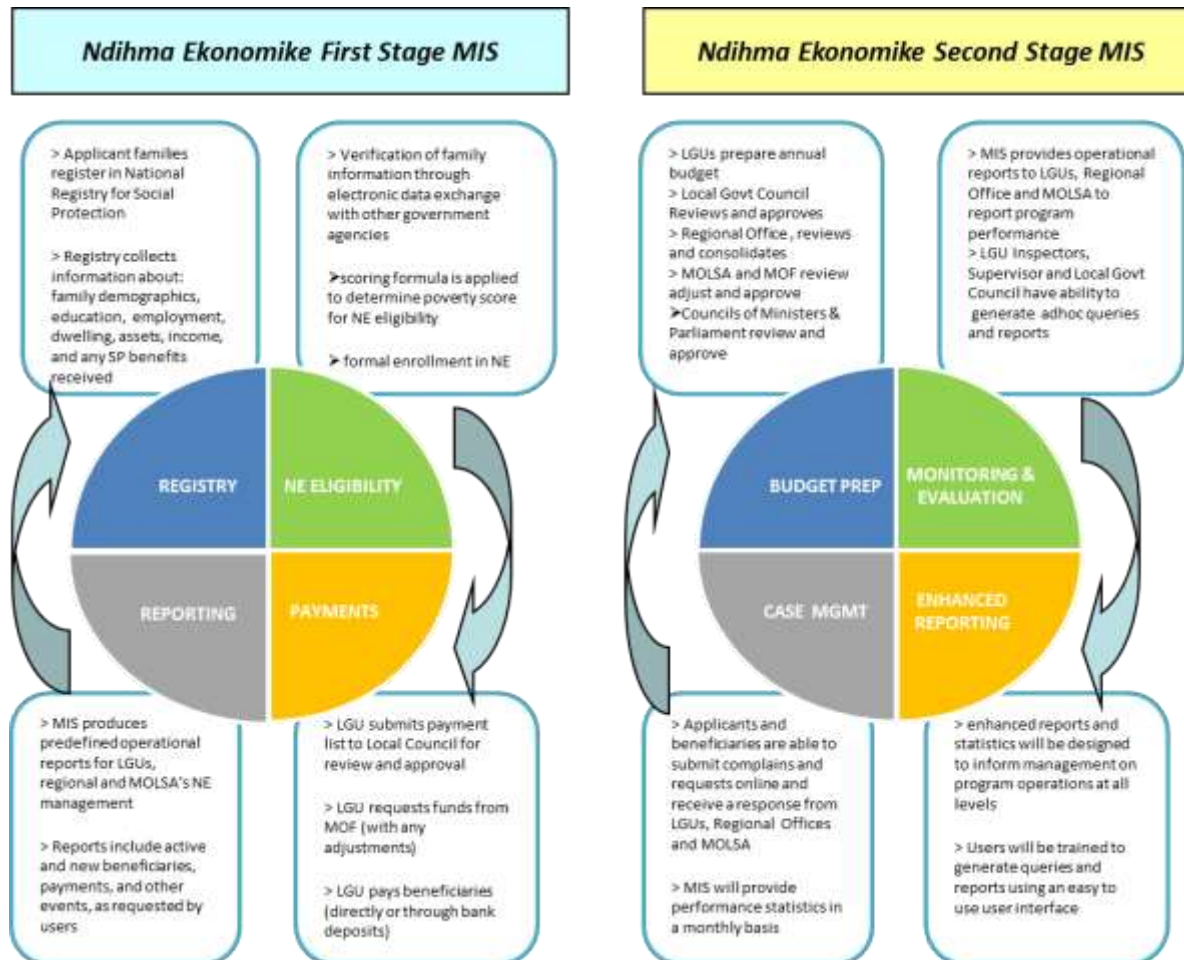 Ndihma Ekonomike First Stage MIS
> Applicant families
register in National
Registry for Social
Protection
> Registry collects
information about:
family demographics,
education, employment,
dwelling, assets, income,
and any SP benefits
received
> Verification of family
information through
electronic data exchange
with other government
agencies
➢scoring formula is applied
to determine poverty score
for NE eligibility
➢ formal enrollment in NE
REGISTRY
NE ELIGIBILITY
REPORTING
PAYMENTS
> MIS produces
predefined operational
reports for LGUs,
regional and MOLSA's NE
management
> Reports include active
and new beneficiaries,
payments, and other
events, as requested by
users
> LGU submits payment
list to Local Council for
review and approval
> LGU requests funds from
MOF (with any
adjustments)
> LGU pays beneficiaries
(directly or through bank
deposits)
Ndihma Ekonomike Second Stage MIS
> LGUs prepare annual
budget
> Local Govt Council
Reviews and approves
> Regional Office , reviews
and consolidates
> MOLSA and MOF review
adjust and approve
➢Councils of Ministers &
Parliament review and
approve
> MIS provides operational
reports to LGUs, Regional
Office and MOLSA to
report program
performance
> LGU Inspectors,
Supervisor and Local Govt
Council have ability to
generate adhoc queries
and reports
BUDGET PREP
MONITORING &
EVALUATION
CASE MGMT
ENHANCED
REPORTING
> Applicants and
beneficiaries are able to
submit complains and
requests online and
receive a response from
LGUs, Regional Offices
and MOLSA
> MIS will provide
performance statistics in
a monthly basis
> enhanced reports and
statistics will be designed
to inform management on
program operations at all
levels
> Users will be trained to
generate queries and
reports using an easy to
use user interface